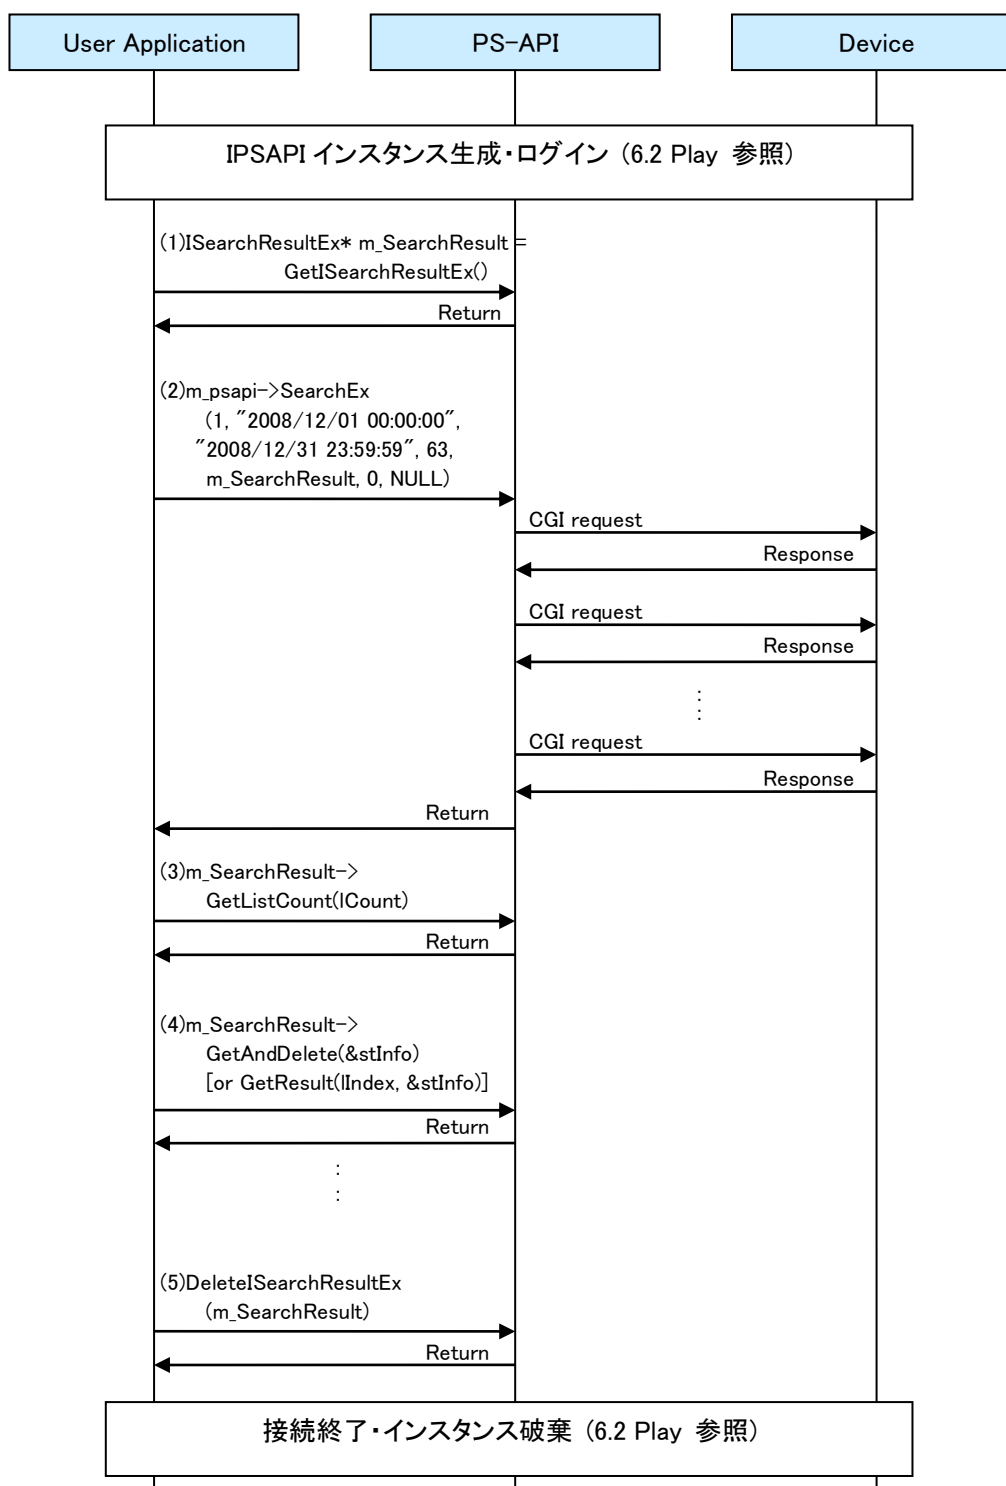 User Application
PS-API
Device
IPSAPI インスタンス生成・ログイン (6.2 Play 参照)
(1)ISearchResultEx* m_SearchResult =
GetISearchResultEx()
Return
(2)m_psapi->SearchEx
(1, "2008/12/01 00:00:00",
"2008/12/31 23:59:59", 63,
m_SearchResult, 0, NULL)
CGI request
Response
CGI request
Response
:
:
CGI request
Response
Return
(3)m_SearchResult->
GetListCount(lCount)
Return
(4)m_SearchResult->
GetAndDelete(&stInfo)
[or GetResult(lIndex, &stInfo)]
Return
:
:
(5)DeleteISearchResultEx
(m_SearchResult)
Return
接続終了・インスタンス破棄 (6.2 Play 参照)